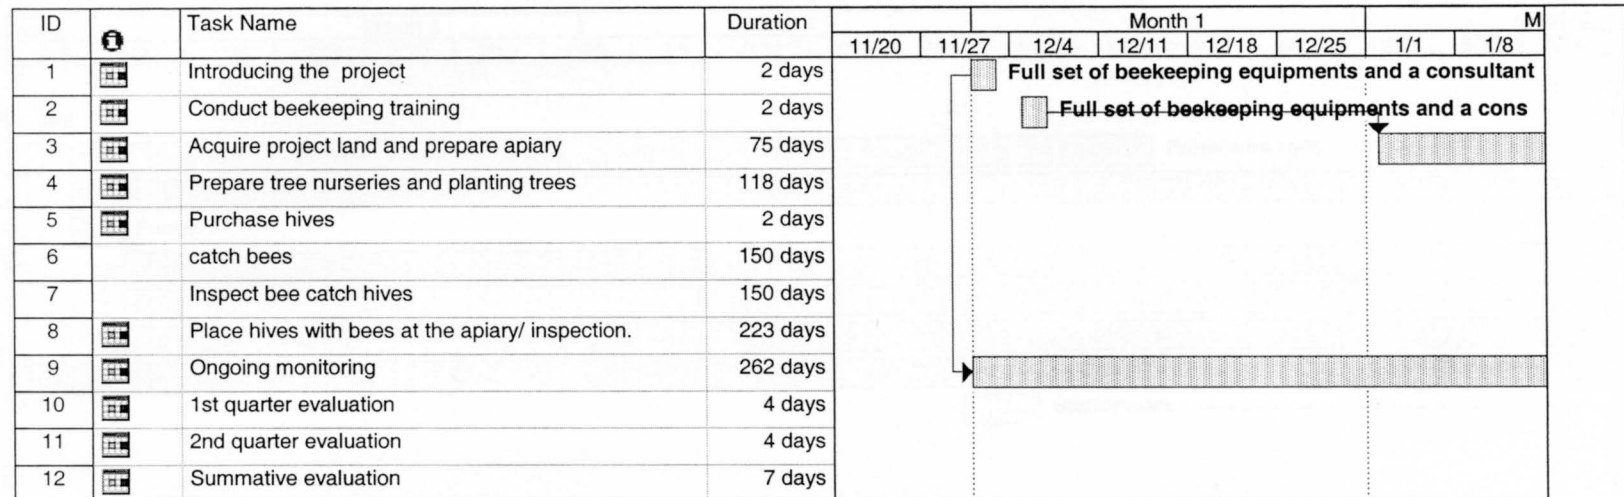 ID Task Name Duration Month 1 M
11/20 11/27 12/4 12/11 12/18 12/25 1/1 1/8
1 Introducing the project 2 days Full set of beekeeping equipments and a consultant
2 Conduct beekeeping training 2 days Full set of beekeeping equipments and a cons
3 Acquire project land and prepare apiary 75 days
4 Prepare tree nurseries and planting trees 118 days
5 Purchase hives 2 days
6 catch bees 150 days
7 Inspect bee catch hives 150 days
8 Place hives with bees at the apiary/ inspection. 223 days
9 Ongoing monitoring 262 days
10 1st quarter evaluation 4 days
11 2nd quarter evaluation 4 days
12 Summative evaluation 7 days